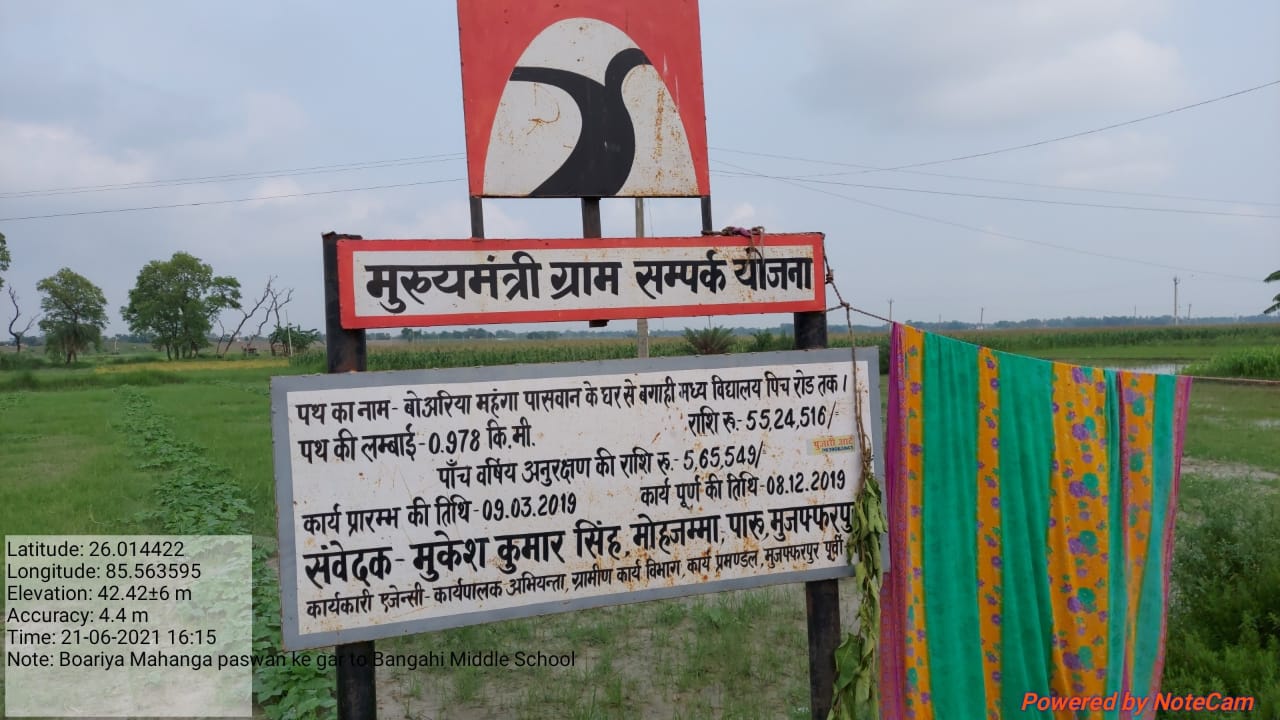 मुख्यमंत्री ग्राम सम्पर्क योजना
पथ का नाम- बोअरिया महंगा पासवान के घर से बगाही मध्य विद्यालय पिच रोड तक।
पथ की लम्बाई-0.978 कि.मी. राशि रु.-55,24,516/-
पाँच वर्षिय अनुरक्षण की राशि रु.-5,65,549/-
कार्य प्रारम्भ की तिथि-09.03.2019 कार्य पूर्ण की तिथि-08.12.2019
संवेदक- मुकेश कुमार सिंह, मोहजम्मा, पारू, मुजफ्फरपु
कार्यकारी एजेन्सी- कार्यपालक अभियन्ता, ग्रामीण कार्य विभाग, कार्य प्रमण्डल, मुजफ्फरपुर पूर्वी
Latitude: 26.014422
Longitude: 85.563595
Elevation: 42.42±6 m
Accuracy: 4.4 m
Time: 21-06-2021 16:15
Note: Boariya Mahanga paswan ke gar to Bangahi Middle School
Powered by NoteCam